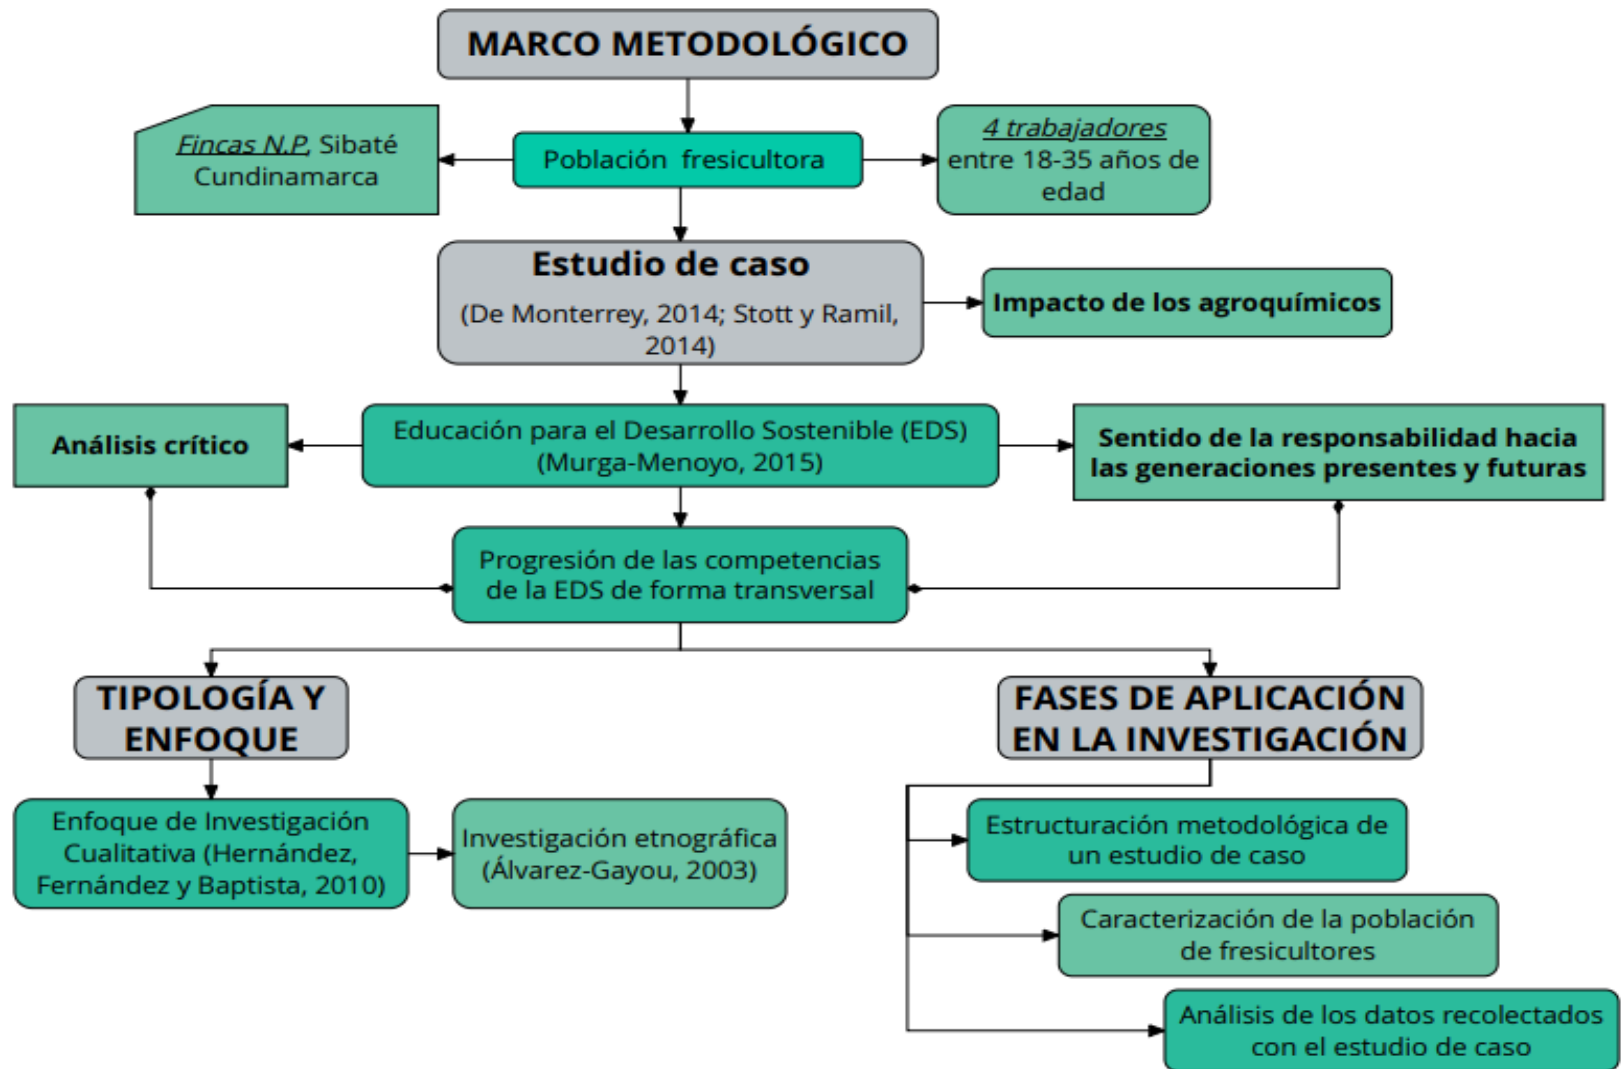 MARCO METODOLÓGICO
Fincas N.P, Sibaté
Cundinamarca
Población fresicultora
4 trabajadores
entre 18-35 años de
edad
Estudio de caso
(De Monterrey, 2014; Stott y Ramil,
2014)
Impacto de los agroquímicos
Análisis crítico
Educación para el Desarrollo Sostenible (EDS)
(Murga-Menoyo, 2015)
Sentido de la responsabilidad hacia
las generaciones presentes y futuras
Progresión de las competencias
de la EDS de forma transversal
TIPOLOGÍA Y
ENFOQUE
FASES DE APLICACIÓN
EN LA INVESTIGACIÓN
Enfoque de Investigación
Cualitativa (Hernández,
Fernández y Baptista, 2010)
Investigación etnográfica
(Álvarez-Gayou, 2003)
Estructuración metodológica de
un estudio de caso
Caracterización de la población
de fresicultores
Análisis de los datos recolectados
con el estudio de caso